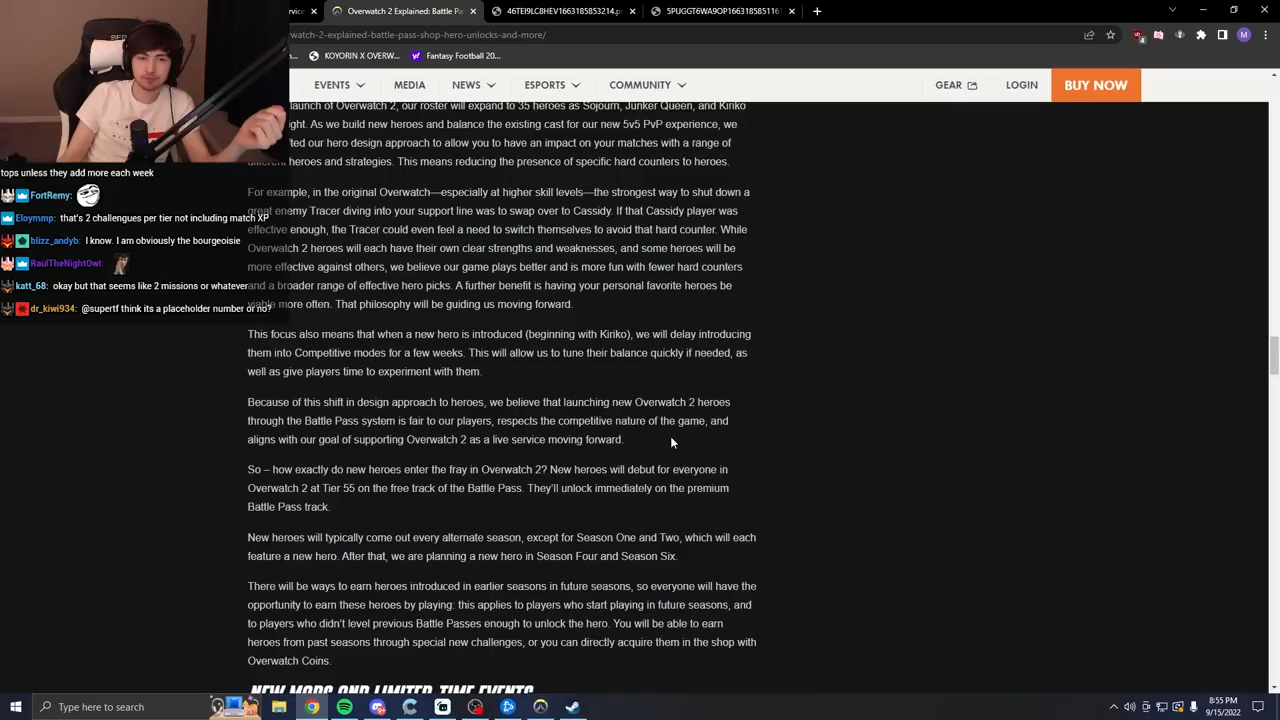 Overwatch 2 Explained: Battle Pas
46TEI9LC8HEV1663185853214.p
5PUGGT6WA9OP1663185851161
watch-2-explained-battle-pass-shop-hero-unlocks-and-more/
KOYORIN X OVERW...
Fantasy Football 20...
EVENTS
MEDIA
NEWS
ESPORTS
COMMUNITY
GEAR
LOGIN
BUY NOW
launch of Overwatch 2, our roster will expand to 35 heroes as Sojourn, Junker Queen, and Kiriko
ght. As we build new heroes and balance the existing cast for our new 5v5 PvP experience, we
fted our hero design approach to allow you to have an impact on your matches with a range of
different heroes and strategies. This means reducing the presence of specific hard counters to heroes.
For example, in the original Overwatch—especially at higher skill levels—the strongest way to shut down a
great enemy Tracer diving into your support line was to swap over to Cassidy. If that Cassidy player was
effective enough, the Tracer could even feel a need to switch themselves to avoid that hard counter. While
Overwatch 2 heroes will each have their own clear strengths and weaknesses, and some heroes will be
more effective against others, we believe our game plays better and is more fun with fewer hard counters
and a broader range of effective hero picks. A further benefit is having your personal favorite heroes be
viable more often. That philosophy will be guiding us moving forward.
This focus also means that when a new hero is introduced (beginning with Kiriko), we will delay introducing
them into Competitive modes for a few weeks. This will allow us to tune their balance quickly if needed, as
well as give players time to experiment with them.
Because of this shift in design approach to heroes, we believe that launching new Overwatch 2 heroes
through the Battle Pass system is fair to our players, respects the competitive nature of the game, and
aligns with our goal of supporting Overwatch 2 as a live service moving forward.
So – how exactly do new heroes enter the fray in Overwatch 2? New heroes will debut for everyone in
Overwatch 2 at Tier 55 on the free track of the Battle Pass. They'll unlock immediately on the premium
Battle Pass track.
New heroes will typically come out every alternate season, except for Season One and Two, which will each
feature a new hero. After that, we are planning a new hero in Season Four and Season Six.
There will be ways to earn heroes introduced in earlier seasons in future seasons, so everyone will have the
opportunity to earn these heroes by playing: this applies to players who start playing in future seasons, and
to players who didn't level previous Battle Passes enough to unlock the hero. You will be able to earn
heroes from past seasons through special new challenges, or you can directly acquire them in the shop with
Overwatch Coins.
NEW MODS AND LIMITED-TIME EVENTS
tops unless they add more each week
FortRemy:
Eloymmp: that's 2 challengues per tier not including match XP
blizz_andyb: I know. I am obviously the bourgeoisie
RaulTheNightOwl:
katt_68: okay but that seems like 2 missions or whatever
dr_kiwi934: @supertf think its a placeholder number or no?
Type here to search
8:55 PM
9/15/2022